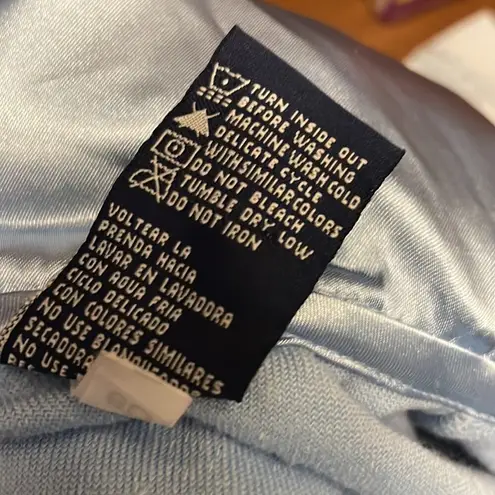 TURN INSIDE OUT
BEFORE WASHING
MACHINE WASH COLD
DELICATE CYCLE
WITH SIMILAR COLORS
DO NOT BLEACH
TUMBLE DRY LOW
DO NOT IRON
VOLTEAR LA
PRENDA HACIA
LAVAR EN LAVADORA
CON AGUA FRIA
CICLO DELICADO
CON COLORES SIMILARES
NO USE BLANQUEADOR
SECADORA
NO USE